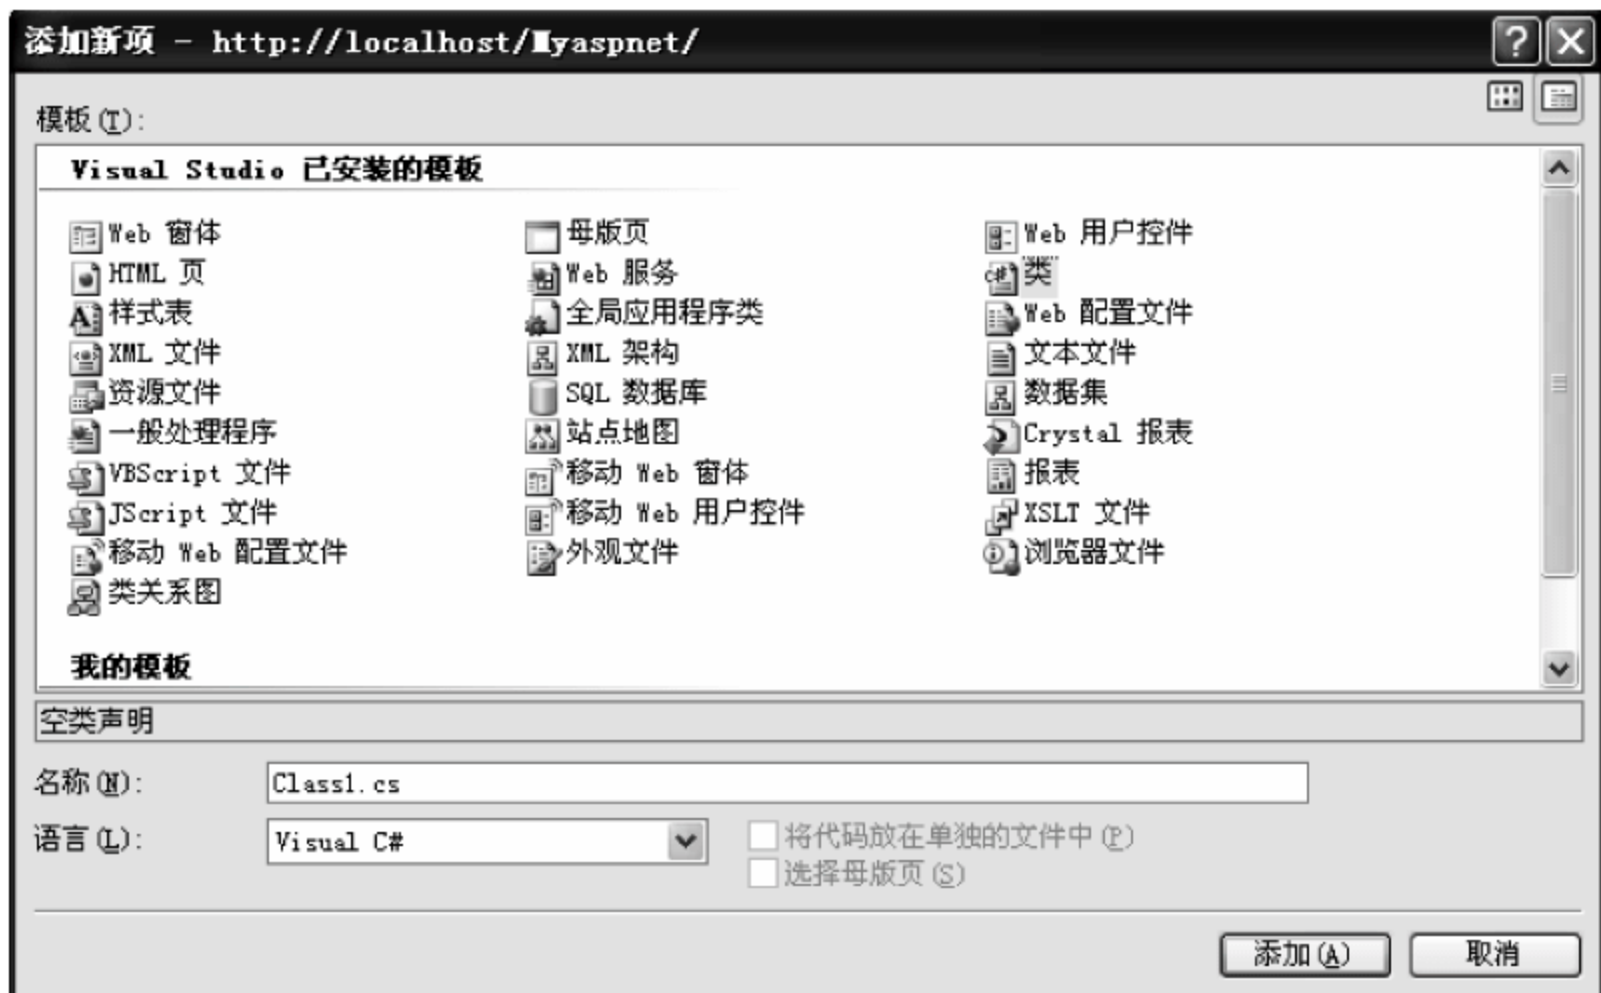 添加新项 - http://localhost/Myaspnet/
模板(T):
Visual Studio 已安装的模板
Web 窗体 母版页 Web 用户控件
HTML 页 Web 服务 类
样式表 全局应用程序类 Web 配置文件
XML 文件 XML 架构 文本文件
资源文件 SQL 数据库 数据集
一般处理程序 站点地图 Crystal 报表
VBScript 文件 移动 Web 窗体 报表
JScript 文件 移动 Web 用户控件 XSLT 文件
移动 Web 配置文件 外观文件 浏览器文件
类关系图
我的模板
空类声明
名称(N): Class1.cs
语言(L): Visual C# 将代码放在单独的文件中(P)
选择母版页(S)
添加(A) 取消